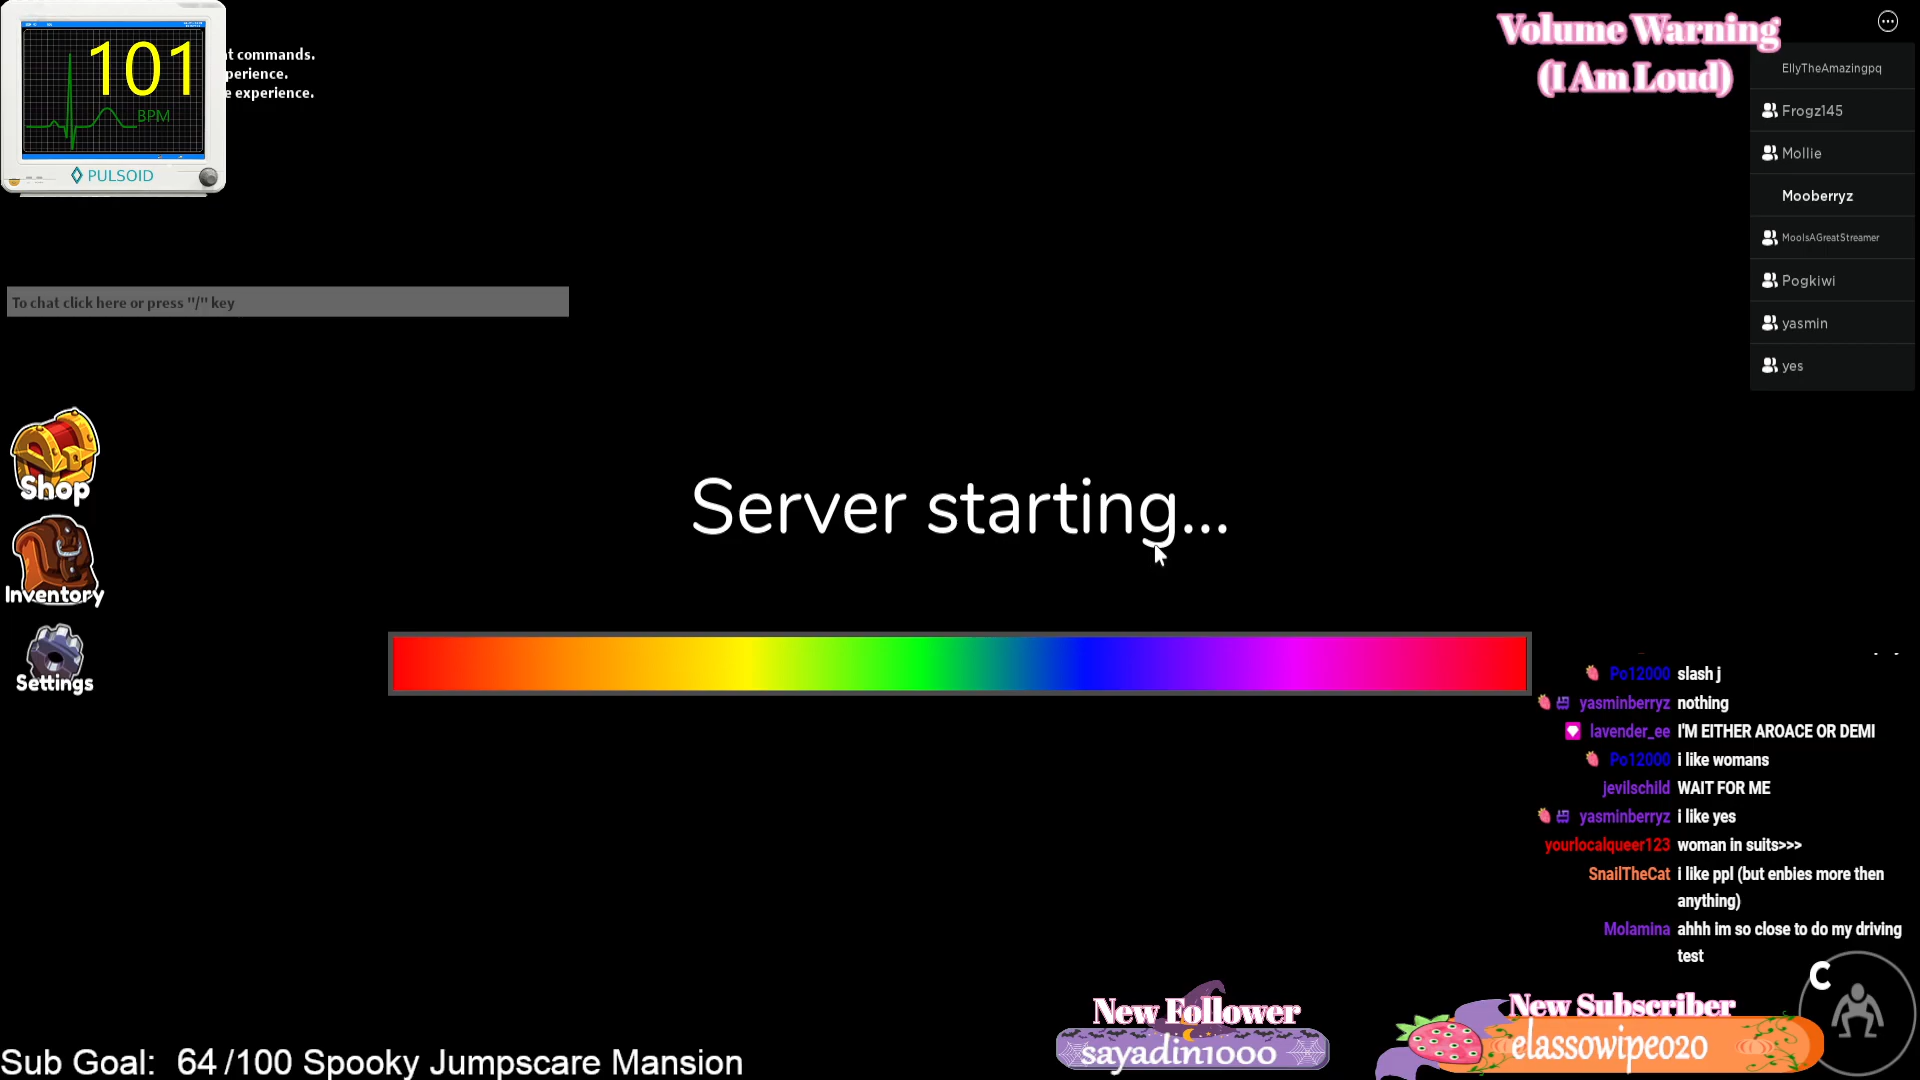 101
BPM
PULSOID
t commands.
perience.
e experience.
Volume Warning
(I Am Loud)
EllyTheAmazingpq
Frogz145
Mollie
Mooberryz
MooIsAGreatStreamer
Pogkiwi
yasmin
yes
To chat click here or press "/" key
Shop
Inventory
Settings
Server starting...
Po12000 slash j
yasminberryz nothing
lavender_ee I'M EITHER AROACE OR DEMI
Po12000 i like womans
jevilschild WAIT FOR ME
yasminberryz i like yes
yourlocalqueer123 woman in suits>>>
SnailTheCat i like ppl (but enbies more then
anything)
Molamina ahhh im so close to do my driving
test
C
New Follower
sayadin1000
New Subscriber
elassowipe020
Sub Goal: 64 /100 Spooky Jumpscare Mansion